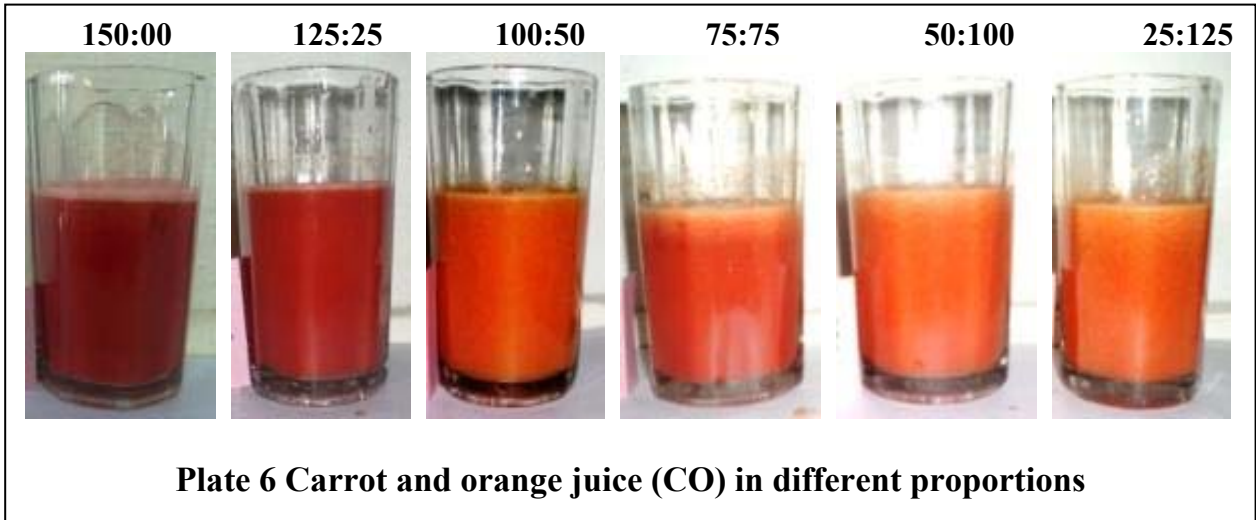 150:00 125:25 100:50 75:75 50:100 25:125
Plate 6 Carrot and orange juice (CO) in different proportions